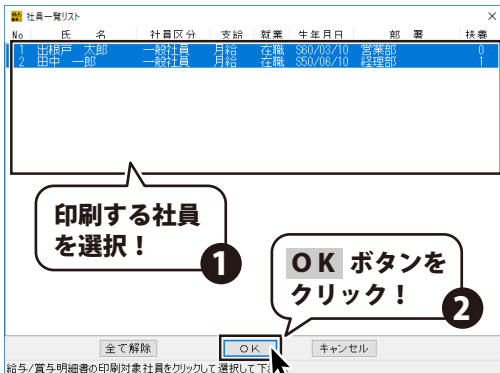 社員一覧リスト
No 氏 名 社員区分 支給 就業 生年月日 部 署 扶養
1 出根戸 太郎 一般社員 月給 在職 S60/03/10 営業部 0
2 田中 一郎 一般社員 月給 在職 S50/06/10 経理部 1
印刷する社員
を選択！
1
OK ボタンを
クリック！
2
全て解除 OK キャンセル
給与/賞与明細書の印刷対象社員をクリックして選択して下さい。